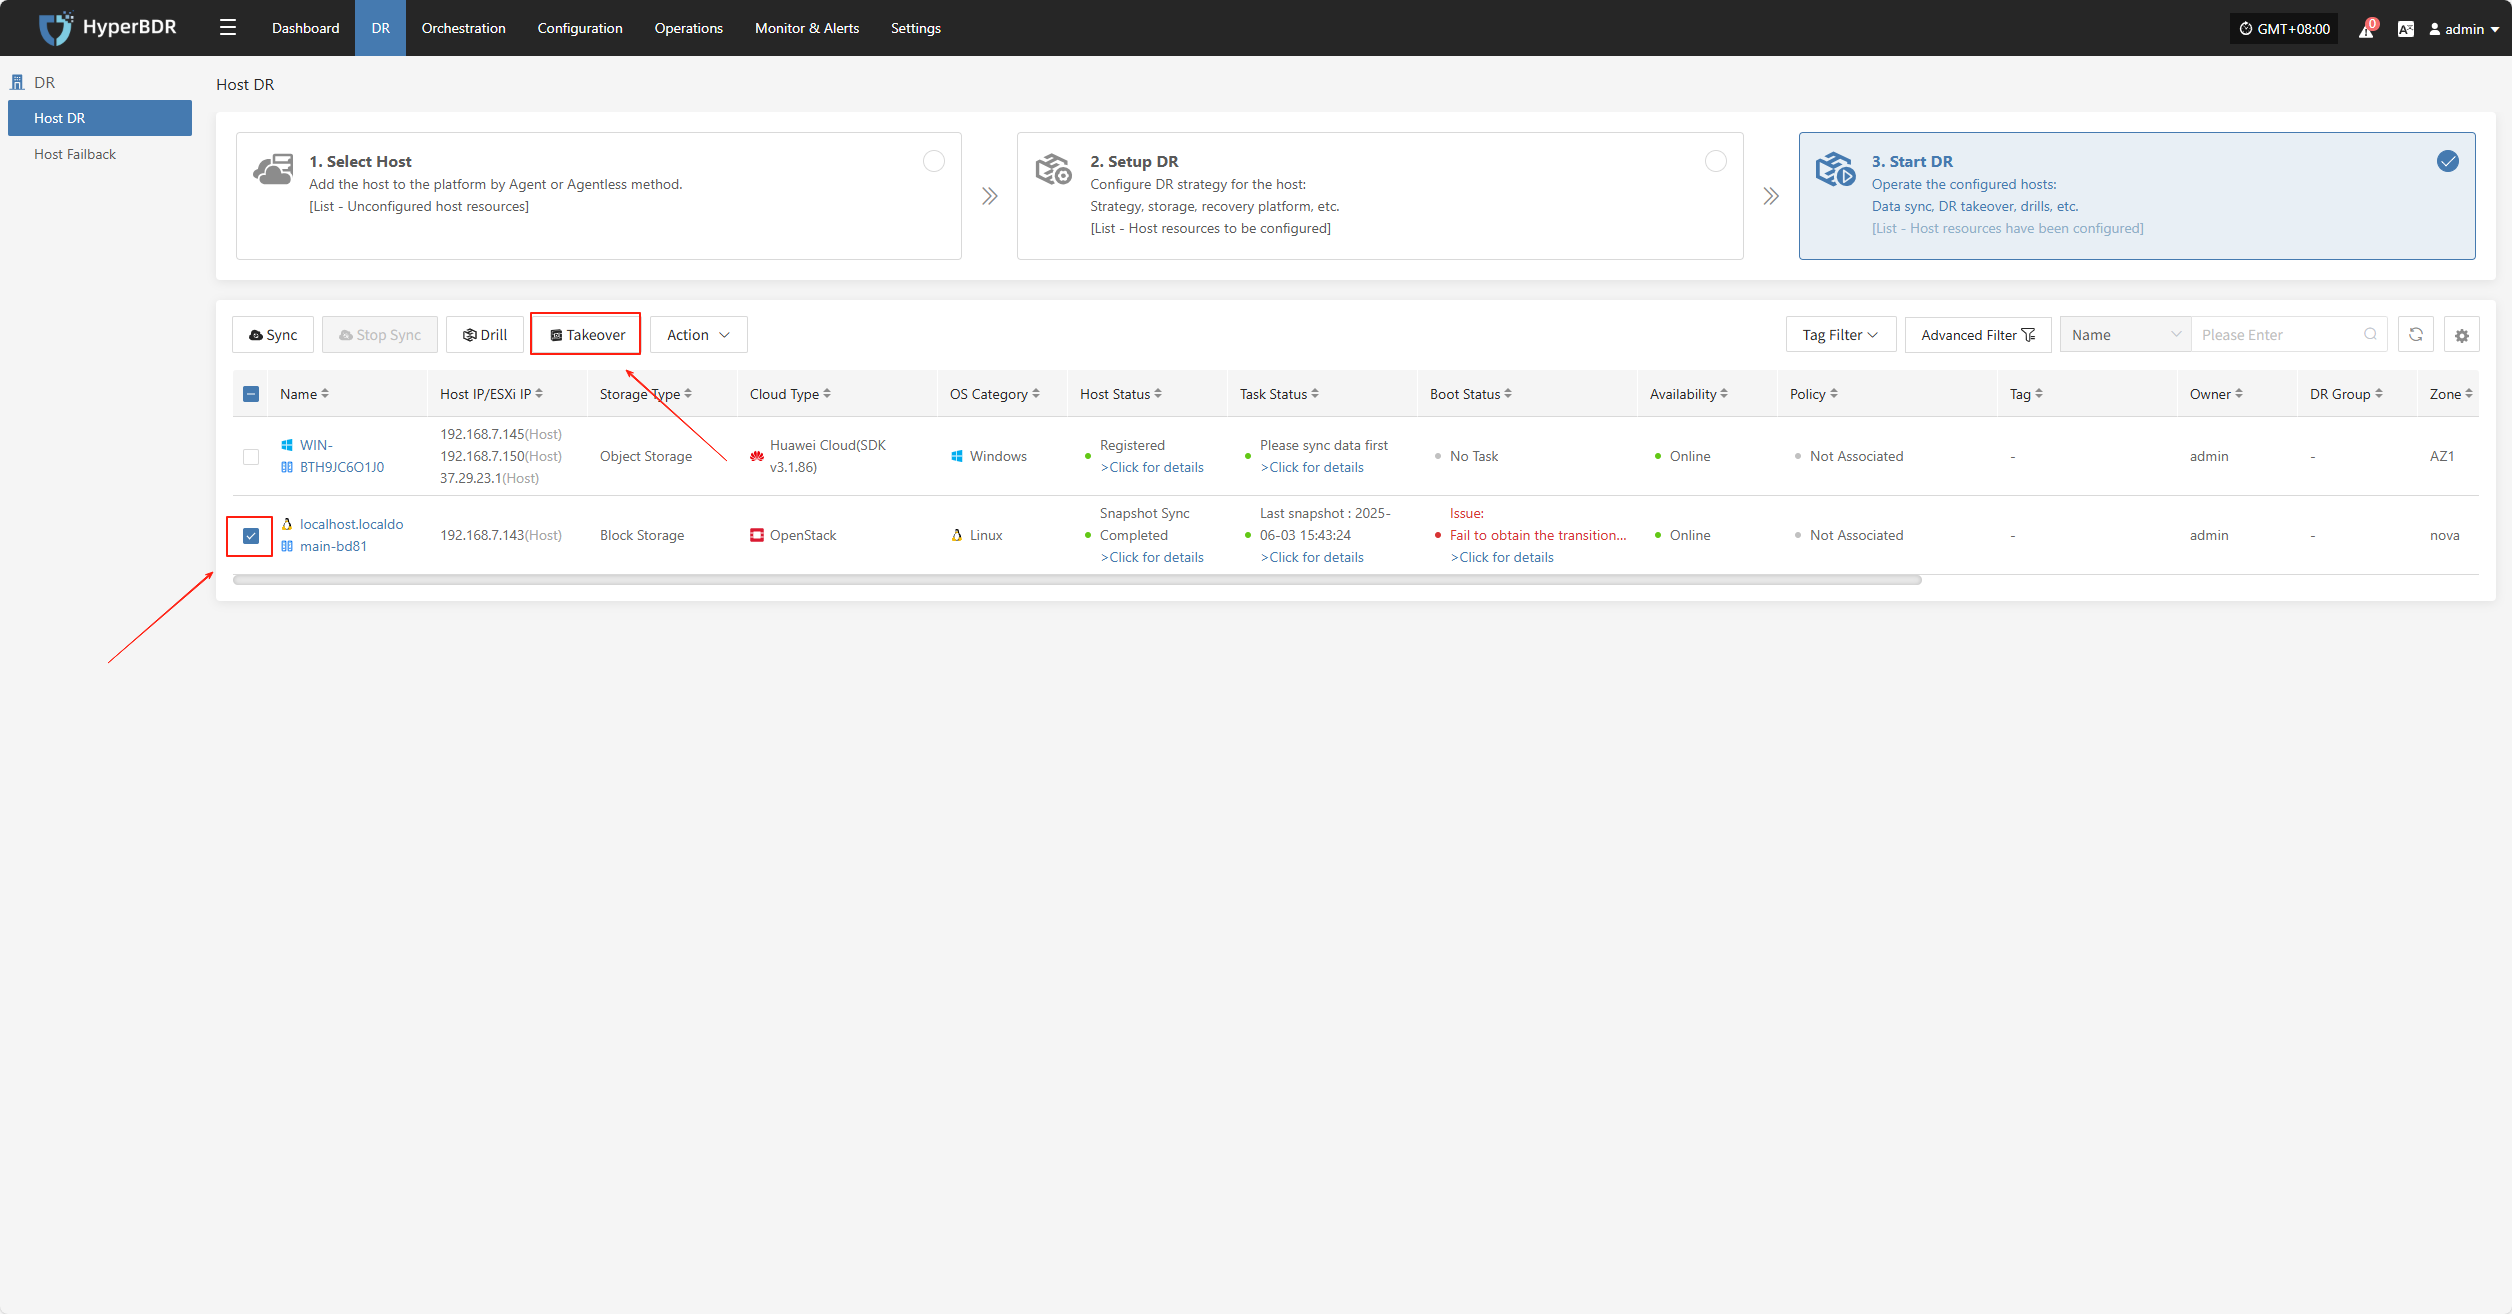 HyperBDR
Dashboard
DR
Orchestration
Configuration
Operations
Monitor & Alerts
Settings
GMT+08:00
0
admin
DR
Host DR
Host Failback
Host DR
1. Select Host
Add the host to the platform by Agent or Agentless method.
[List - Unconfigured host resources]
2. Setup DR
Configure DR strategy for the host:
Strategy, storage, recovery platform, etc.
[List - Host resources to be configured]
3. Start DR
Operate the configured hosts:
Data sync, DR takeover, drills, etc.
[List - Host resources have been configured]
Sync
Stop Sync
Drill
Takeover
Action
Tag Filter
Advanced Filter
Name
Please Enter
Name
Host IP/ESXi IP
Storage Type
Cloud Type
OS Category
Host Status
Task Status
Boot Status
Availability
Policy
Tag
Owner
DR Group
Zone
WIN-
BTH9JC6O1J0
192.168.7.145(Host)
192.168.7.150(Host)
37.29.23.1(Host)
Object Storage
Huawei Cloud(SDK
v3.1.86)
Windows
Registered
>Click for details
Please sync data first
>Click for details
No Task
Online
Not Associated
-
admin
-
AZ1
localhost.localdo
main-bd81
192.168.7.143(Host)
Block Storage
OpenStack
Linux
Snapshot Sync
Completed
>Click for details
Last snapshot : 2025-
06-03 15:43:24
>Click for details
Issue:
Fail to obtain the transition...
>Click for details
Online
Not Associated
-
admin
-
nova